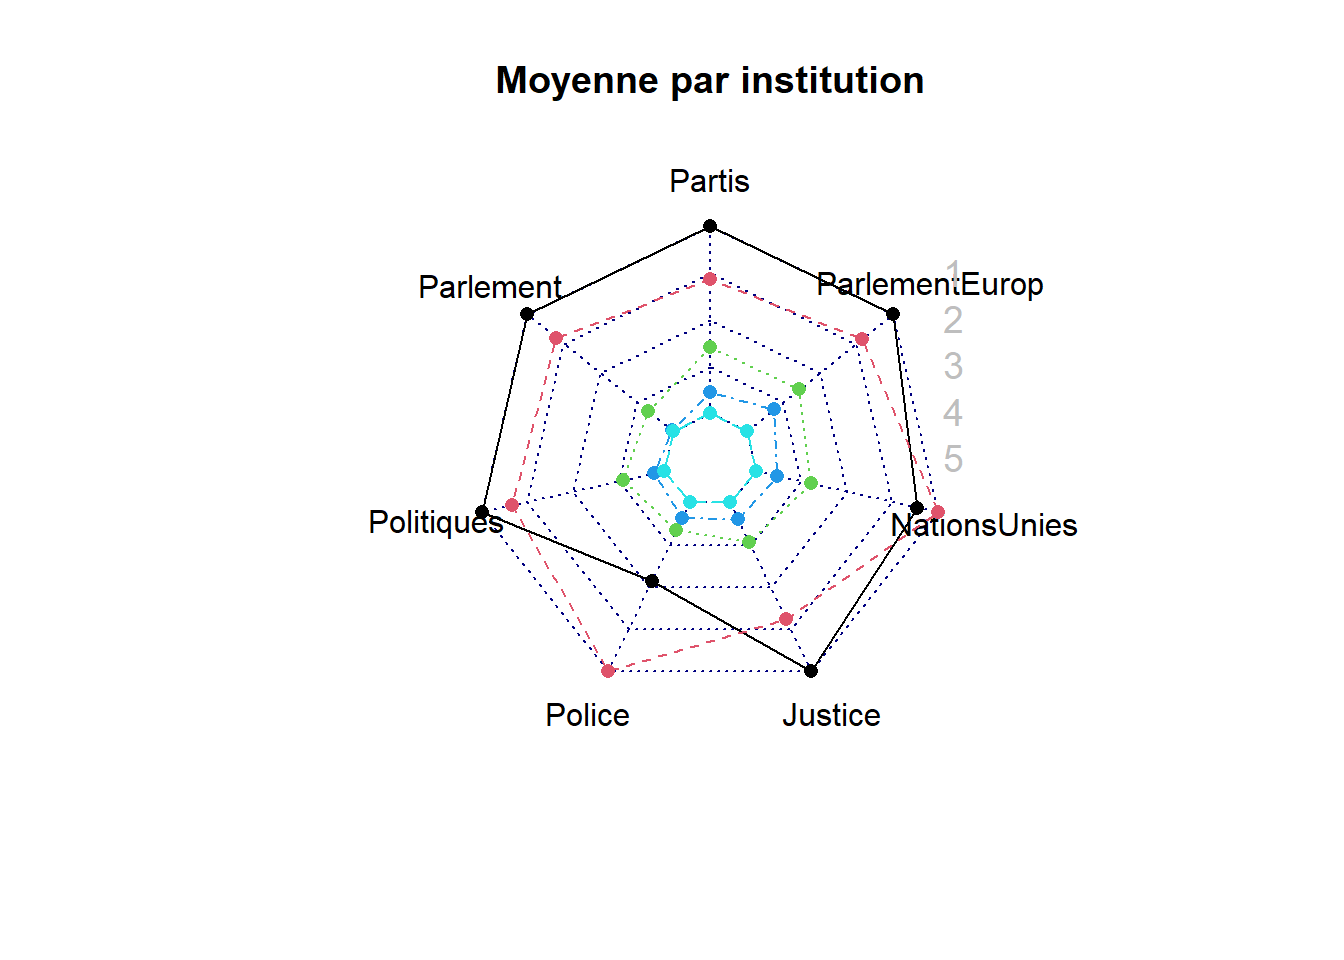 Moyenne par institution
Partis
Parlement
ParlementEurop
1
2
3
4
5
Politiques
NationsUnies
Police
Justice